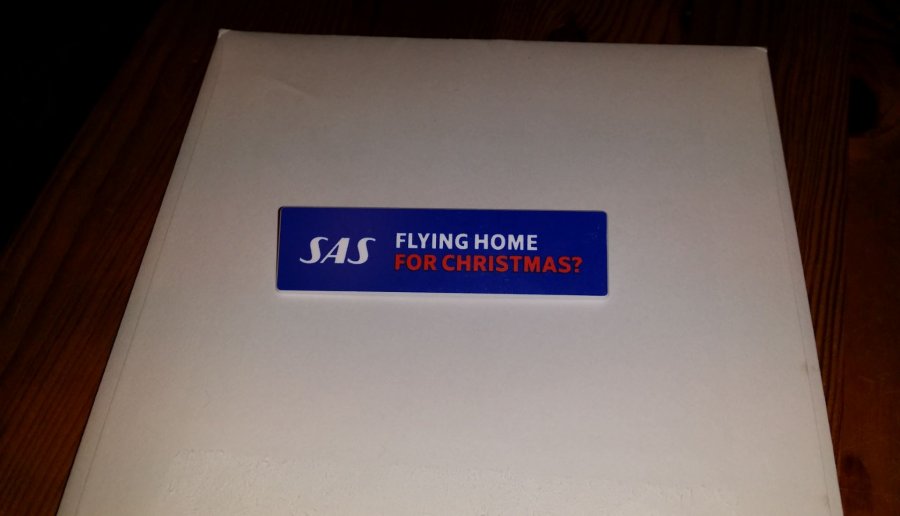 SAS
FLYING HOME
FOR CHRISTMAS?